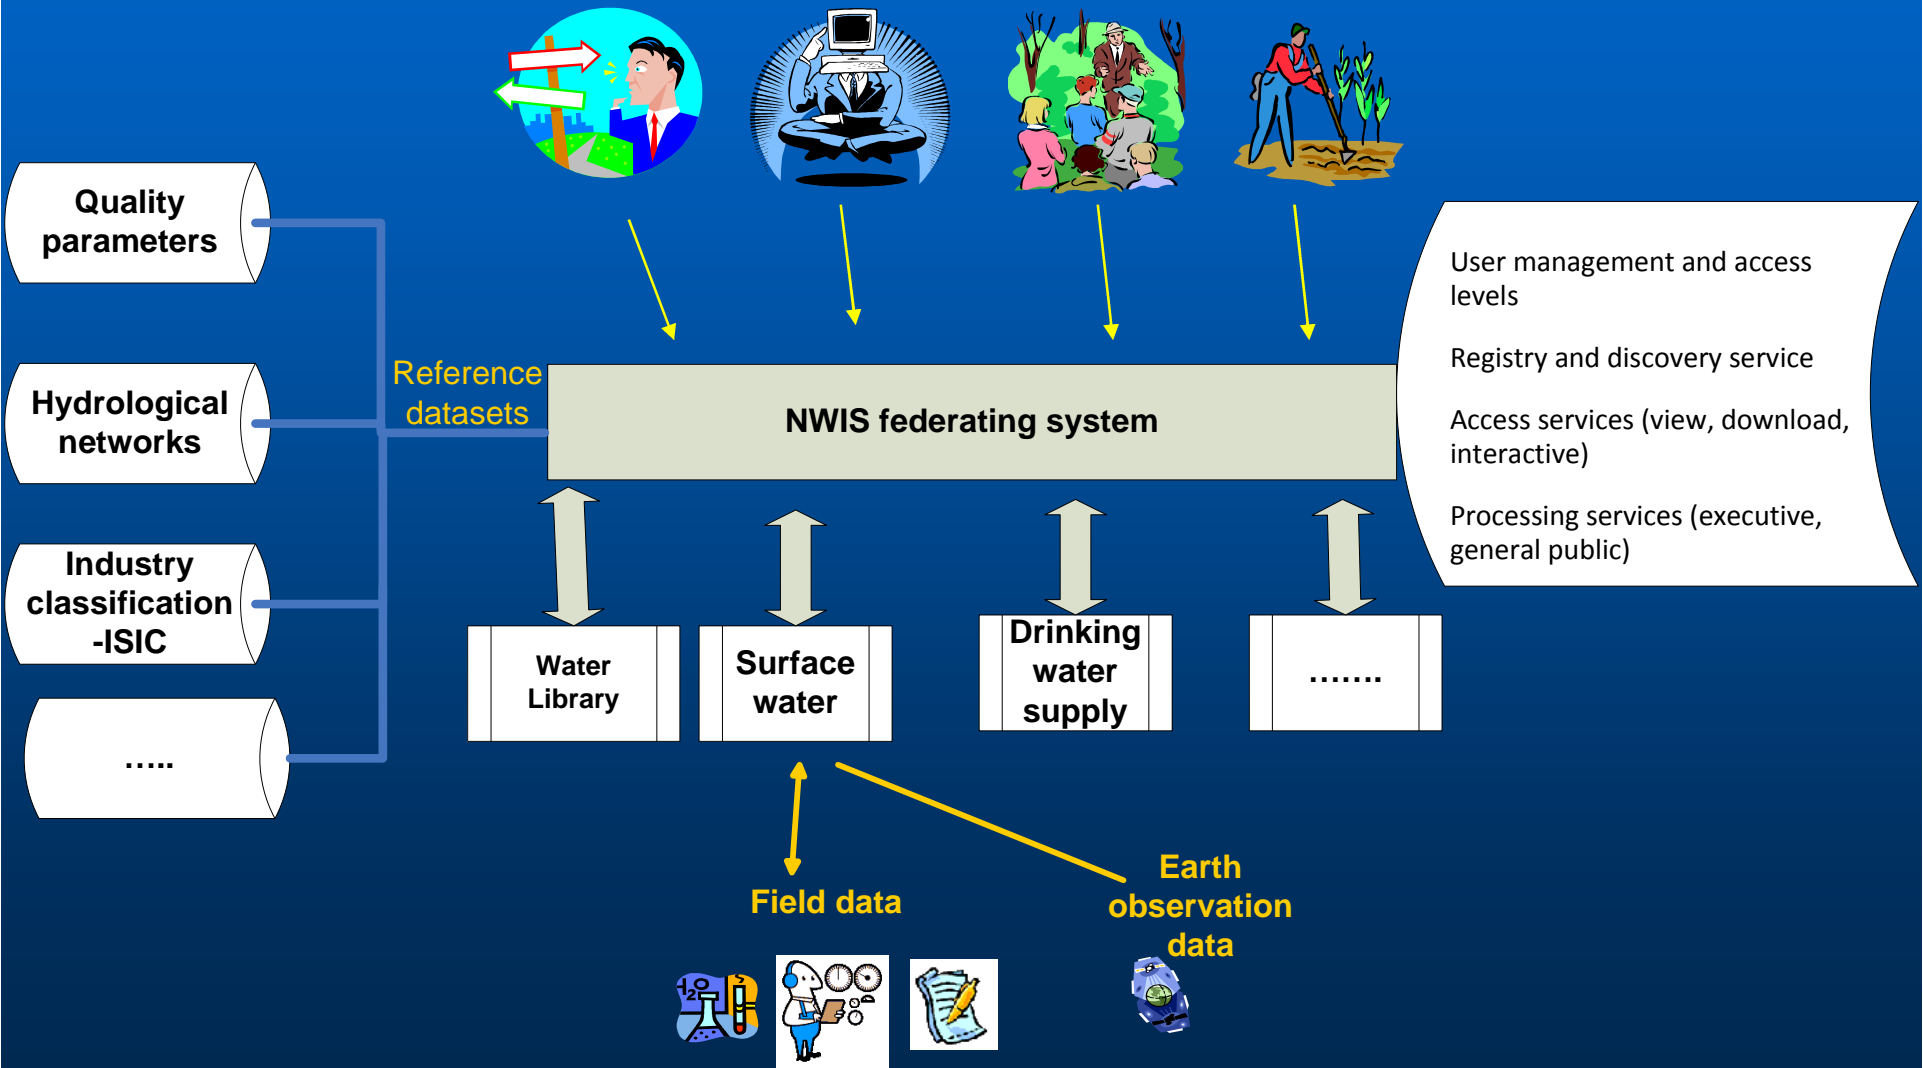 Quality
parameters
Hydrological
networks
Industry
classification
-ISIC
.....
Reference
datasets
NWIS federating system
User management and access
levels
Registry and discovery service
Access services (view, download,
interactive)
Processing services (executive,
general public)
Water
Library
Surface
water
Drinking
water
supply
.......
Field data
Earth
observation
data
H2O